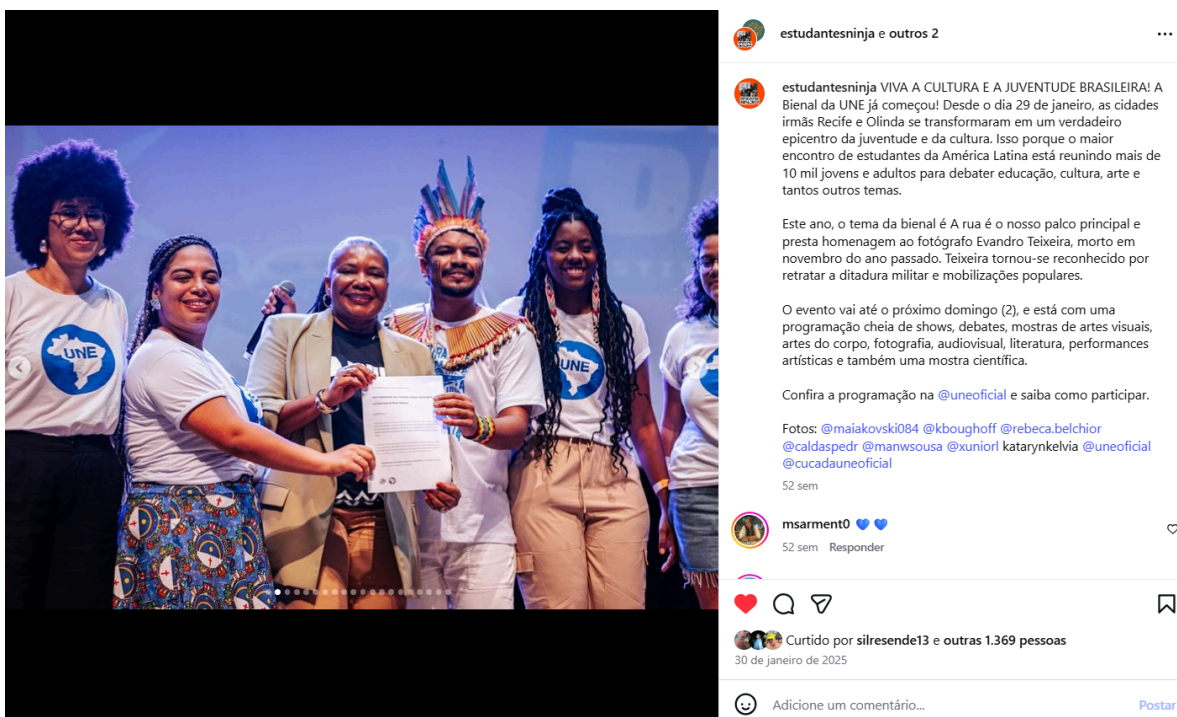 UNE
UNE
estudantesninja e outros 2
estudantesninja VIVA A CULTURA E A JUVENTUDE BRASILEIRA! A
Bienal da UNE já começou! Desde o dia 29 de janeiro, as cidades
irmãs Recife e Olinda se transformaram em um verdadeiro
epicentro da juventude e da cultura. Isso porque o maior
encontro de estudantes da América Latina está reunindo mais de
10 mil jovens e adultos para debater educação, cultura, arte e
tantos outros temas.
Este ano, o tema da bienal é A rua é o nosso palco principal e
presta homenagem ao fotógrafo Evandro Teixeira, morto em
novembro do ano passado. Teixeira tornou-se reconhecido por
retratar a ditadura militar e mobilizações populares.
O evento vai até o próximo domingo (2), e está com uma
programação cheia de shows, debates, mostras de artes visuais,
artes do corpo, fotografia, audiovisual, literatura, performances
artísticas e também uma mostra científica.
Confira a programação na @uneoficial e saiba como participar.
Fotos: @maiakovski084 @kboughoff @rebeca.belchior
@caldaspedr @manwsousa @xuniorl katarynkelvia @uneoficial
@cucadauneoficial
52 sem
msarment0 💙 💙
52 sem Responder
Curtido por silresende13 e outras 1.369 pessoas
30 de janeiro de 2025
Adicione um comentário...
Postar